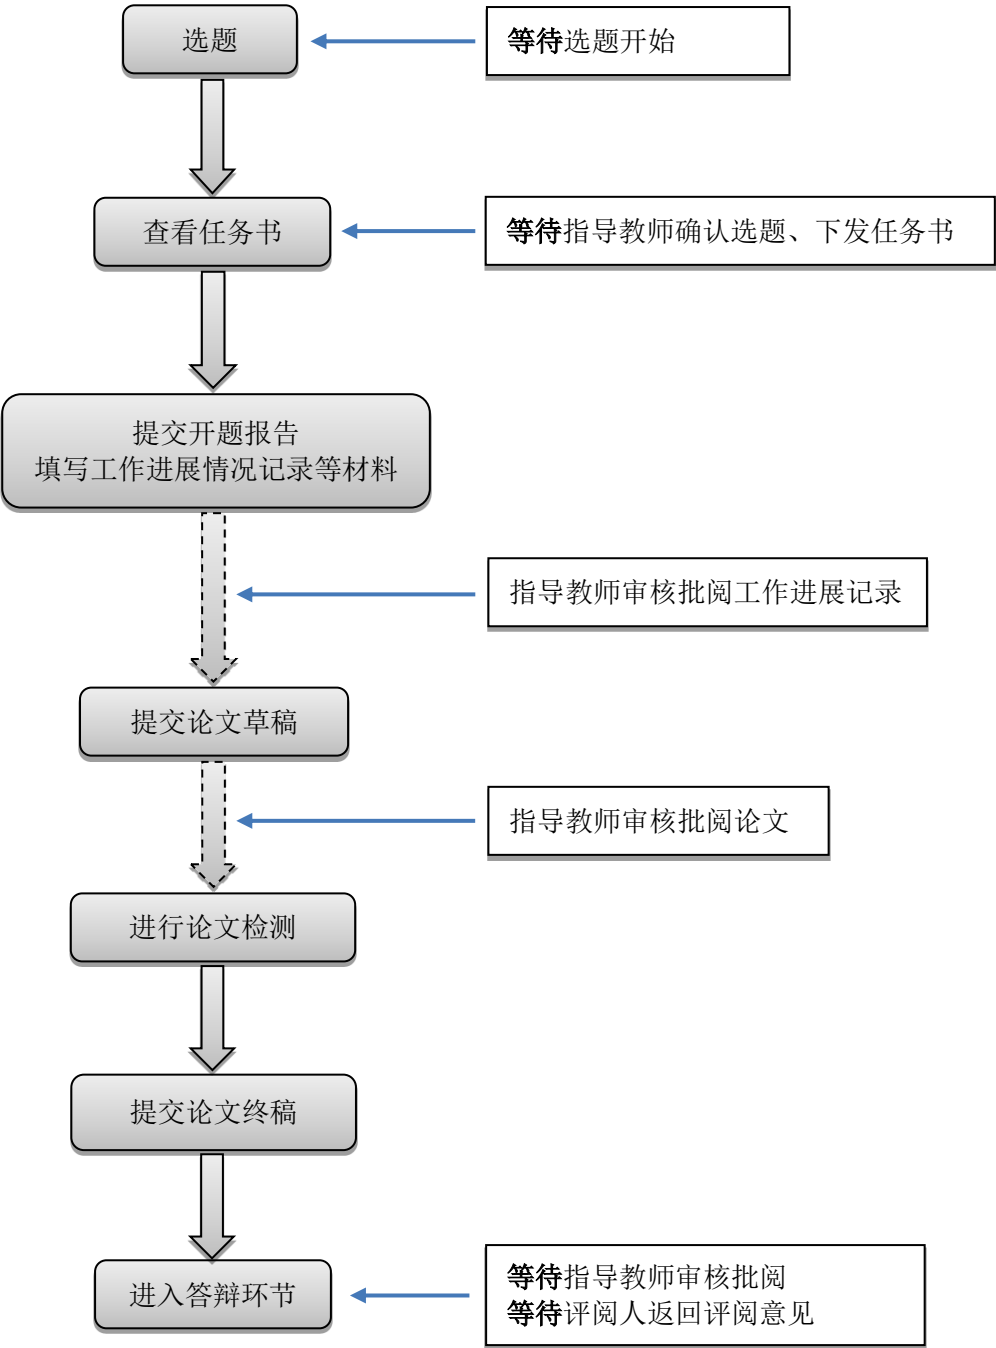 选题
等待选题开始
查看任务书
等待指导教师确认选题、下发任务书
提交开题报告
填写工作进展情况记录等材料
指导教师审核批阅工作进展记录
提交论文草稿
指导教师审核批阅论文
进行论文检测
提交论文终稿
进入答辩环节
等待指导教师审核批阅
等待评阅人返回评阅意见